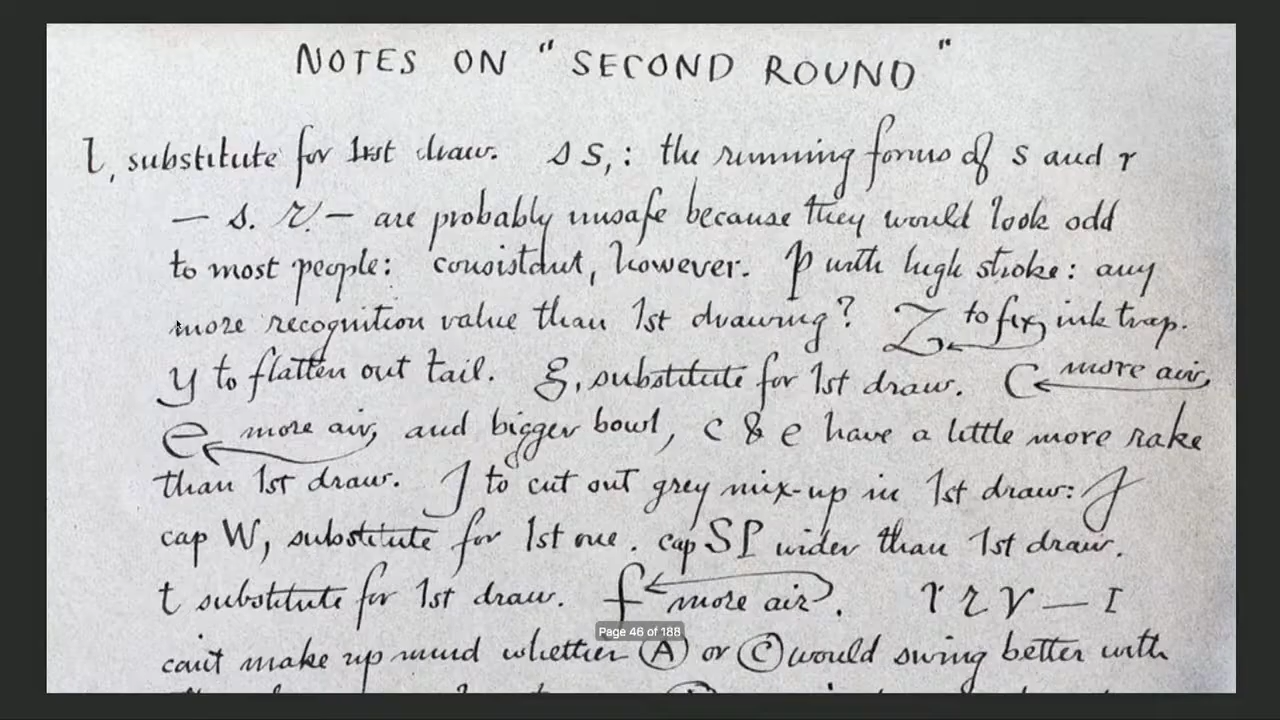 NOTES ON "SECOND ROUND"
l, substitute for 1st draw. s s, : the running forms of s and r
— s. r — are probably unsafe because they would look odd
to most people: consistant, however. p with high stroke: any
more recognition value than 1st drawing? Z to fix, ink trap.
y to flatten out tail. g, substitute for 1st draw. C more air,
e more air, and bigger bowl, c & e have a little more rake
than 1st draw. J to cut out grey mix-up in 1st draw: J
cap W, substitute for 1st one. cap SP wider than 1st draw.
t substitute for 1st draw. f more air. r r r — I
Page 46 of 188
can't make up mind whether A or C would swing better with